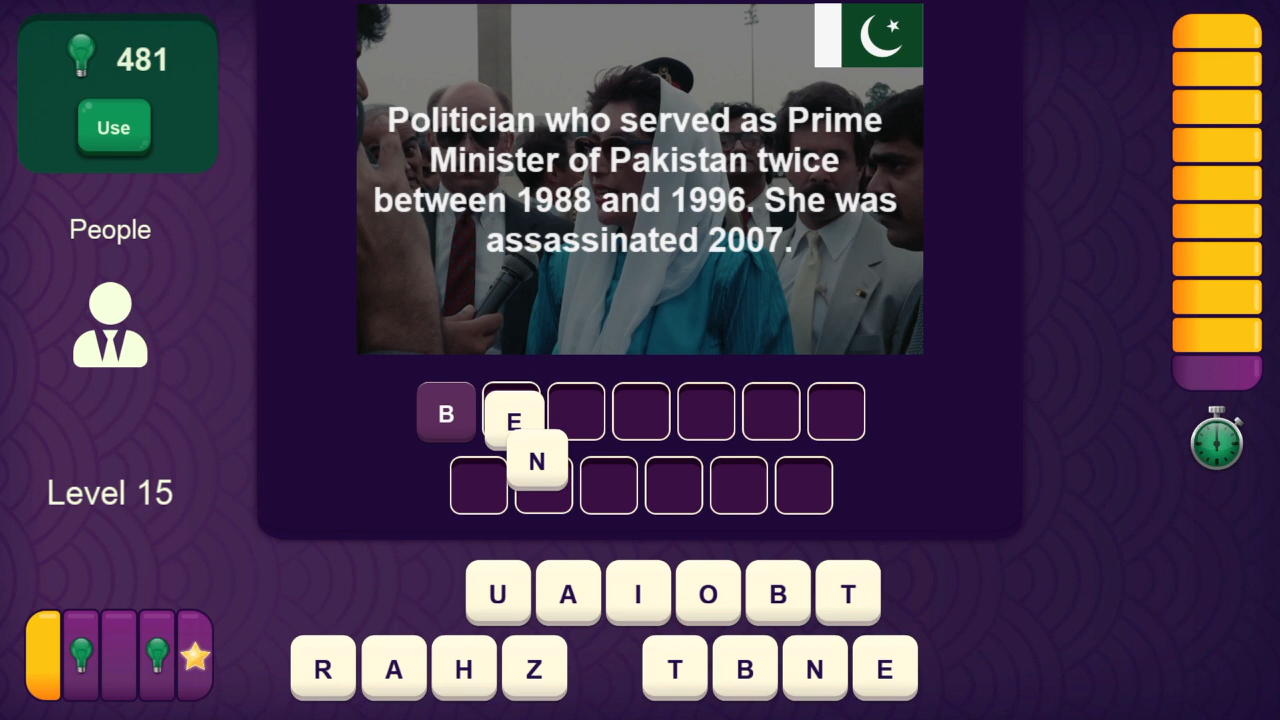 481
Use
People
Level 15
Politician who served as Prime
Minister of Pakistan twice
between 1988 and 1996. She was
assassinated 2007.
B E
N
U A I O B T
R A H Z T B N E